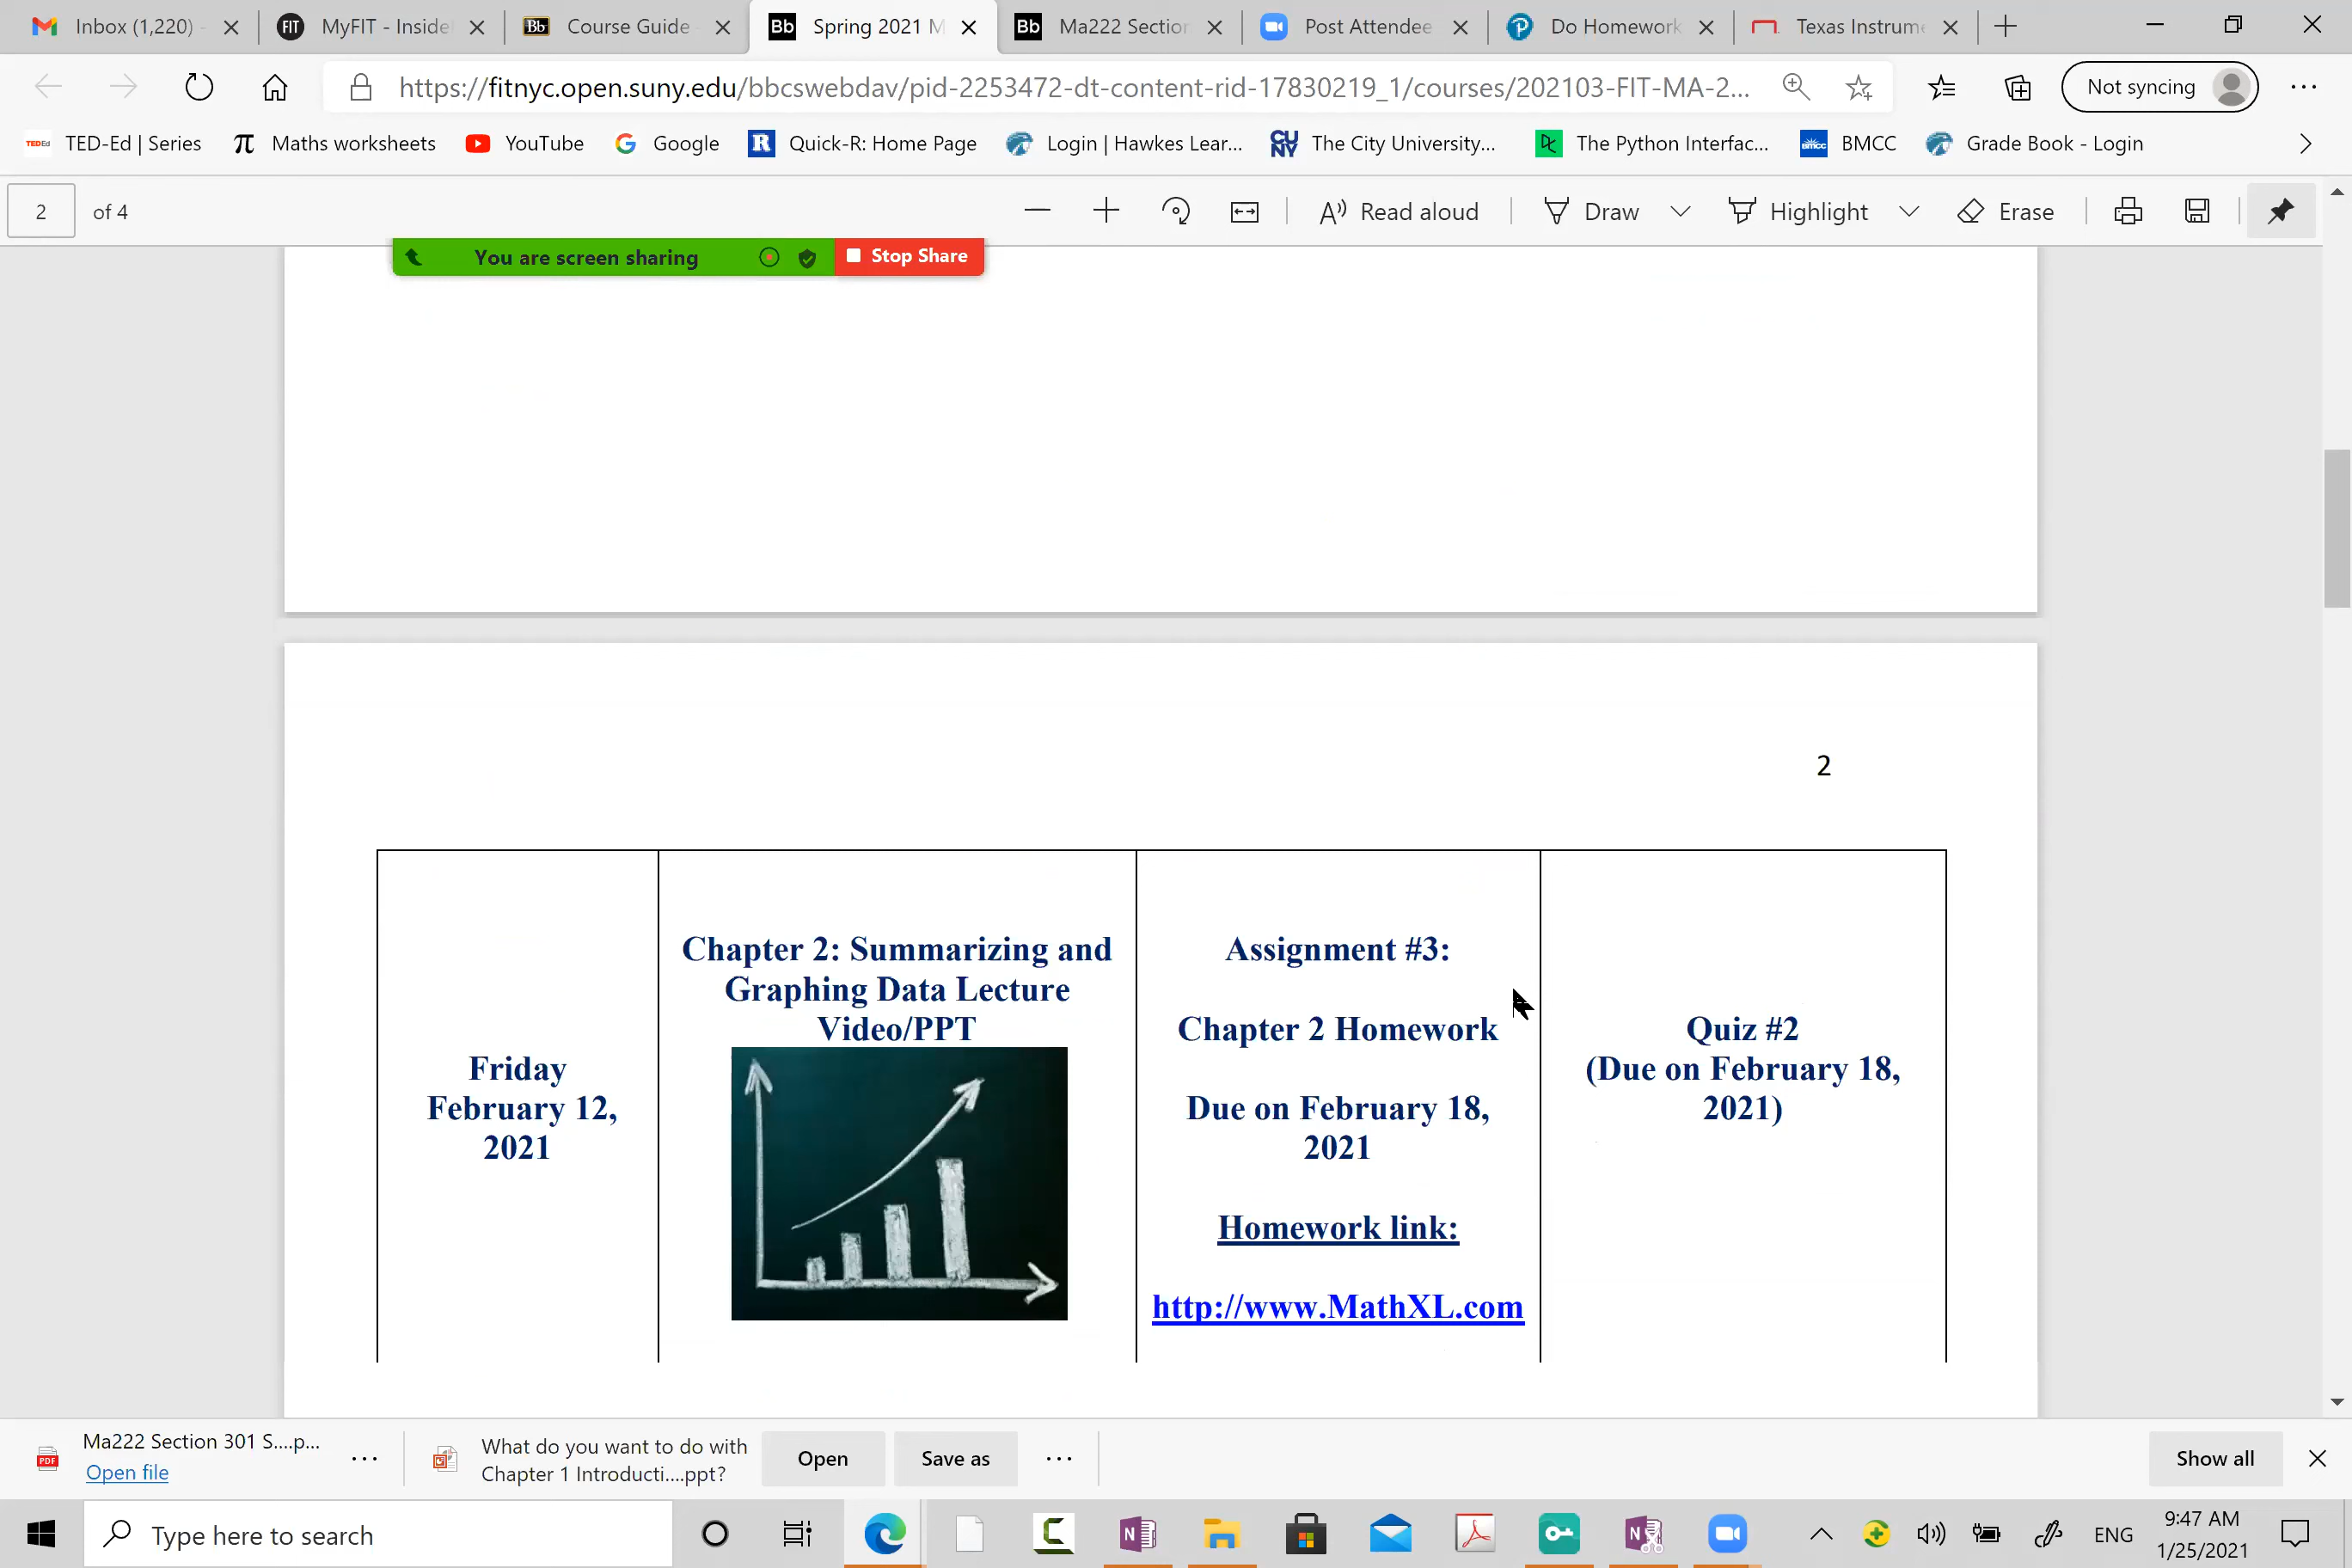 Inbox (1,220) -
FIT
MyFIT - Inside
Bb
Course Guide -
Bb
Spring 2021 M
Bb
Ma222 Section
Post Attendee
Do Homework
Texas Instrume
https://fitnyc.open.suny.edu/bbcswebdav/pid-2253472-dt-content-rid-17830219_1/courses/202103-FIT-MA-2...
Not syncing
TED-Ed | Series
Maths worksheets
YouTube
Google
Quick-R: Home Page
Login | Hawkes Lear...
The City University...
The Python Interfac...
BMCC
Grade Book - Login
2 of 4
Read aloud
Draw
Highlight
Erase
You are screen sharing
Stop Share
2
Friday
February 12,
2021
Chapter 2: Summarizing and
Graphing Data Lecture
Video/PPT
Assignment #3:
Chapter 2 Homework
Due on February 18,
2021
Homework link:
http://www.MathXL.com
Quiz #2
(Due on February 18,
2021)
Ma222 Section 301 S....p...
Open file
What do you want to do with
Chapter 1 Introducti....ppt?
Open
Save as
Show all
Type here to search
ENG
9:47 AM
1/25/2021